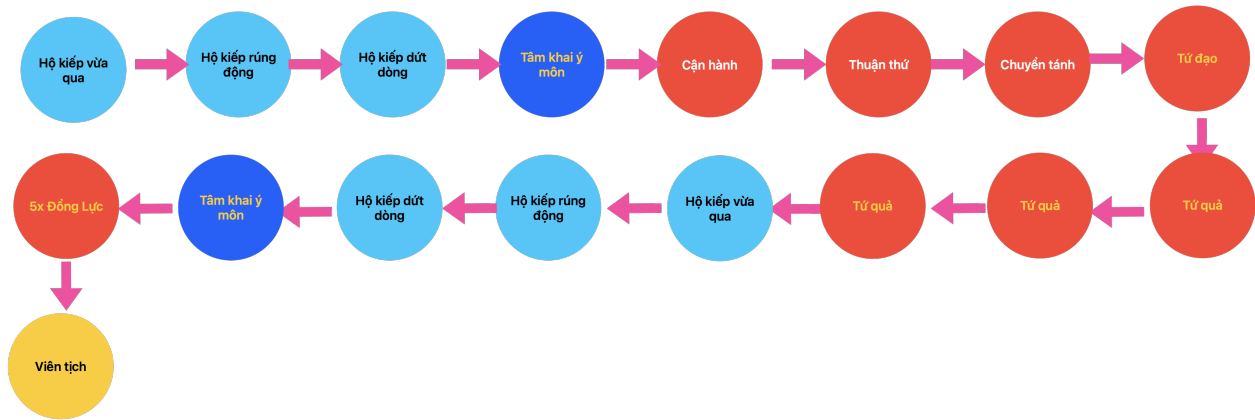 Hộ kiếp vừa
qua
Hộ kiếp rúng
động
Hộ kiếp dứt
dòng
Tâm khai ý
môn
Cận hành
Thuận thứ
Chuyển tánh
Tứ đạo
Tứ quả
Tứ quả
Tứ quả
Hộ kiếp vừa
qua
Hộ kiếp rúng
động
Hộ kiếp dứt
dòng
Tâm khai ý
môn
5x Đổng Lực
Viên tịch